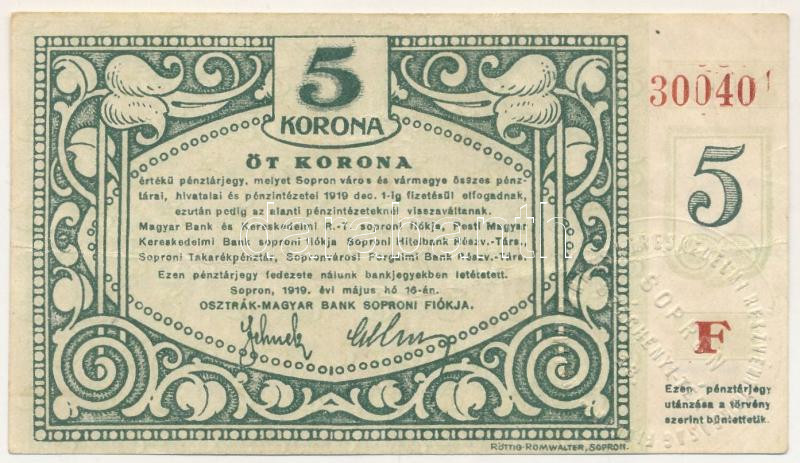 5
KORONA
ÖT KORONA
értékű pénztárjegy, melyet Sopron város és vármegye összes pénz-
tárai, hivatalai és pénzintézetei 1919 dec. 1-ig fizetésül elfogadnak,
ezután pedig az alanti pénzintézeteknél visszaváltanak.
Magyar Bank és Kereskedelmi R.-T. soproni fiókja, Pesti Magyar
Kereskedelmi Bank soproni fiókja Soproni Hitelbank Részv.-Társ.,
Soproni Takarékpénztár, Sopronvárosi Forgalmi Bank Részv.-Társ.
Ezen pénztárjegy fedezete nálunk bankjegyekben letétetett.
Sopron, 1919. évi május hó 16-án.
OSZTRÁK-MAGYAR BANK SOPRONI FIÓKJA.
RÖTTIG-ROMWALTER, SOPRON.
30040
5
SOPRON
F
Ezen pénztárjegy
utánzása a törvény
szerint büntettetik.